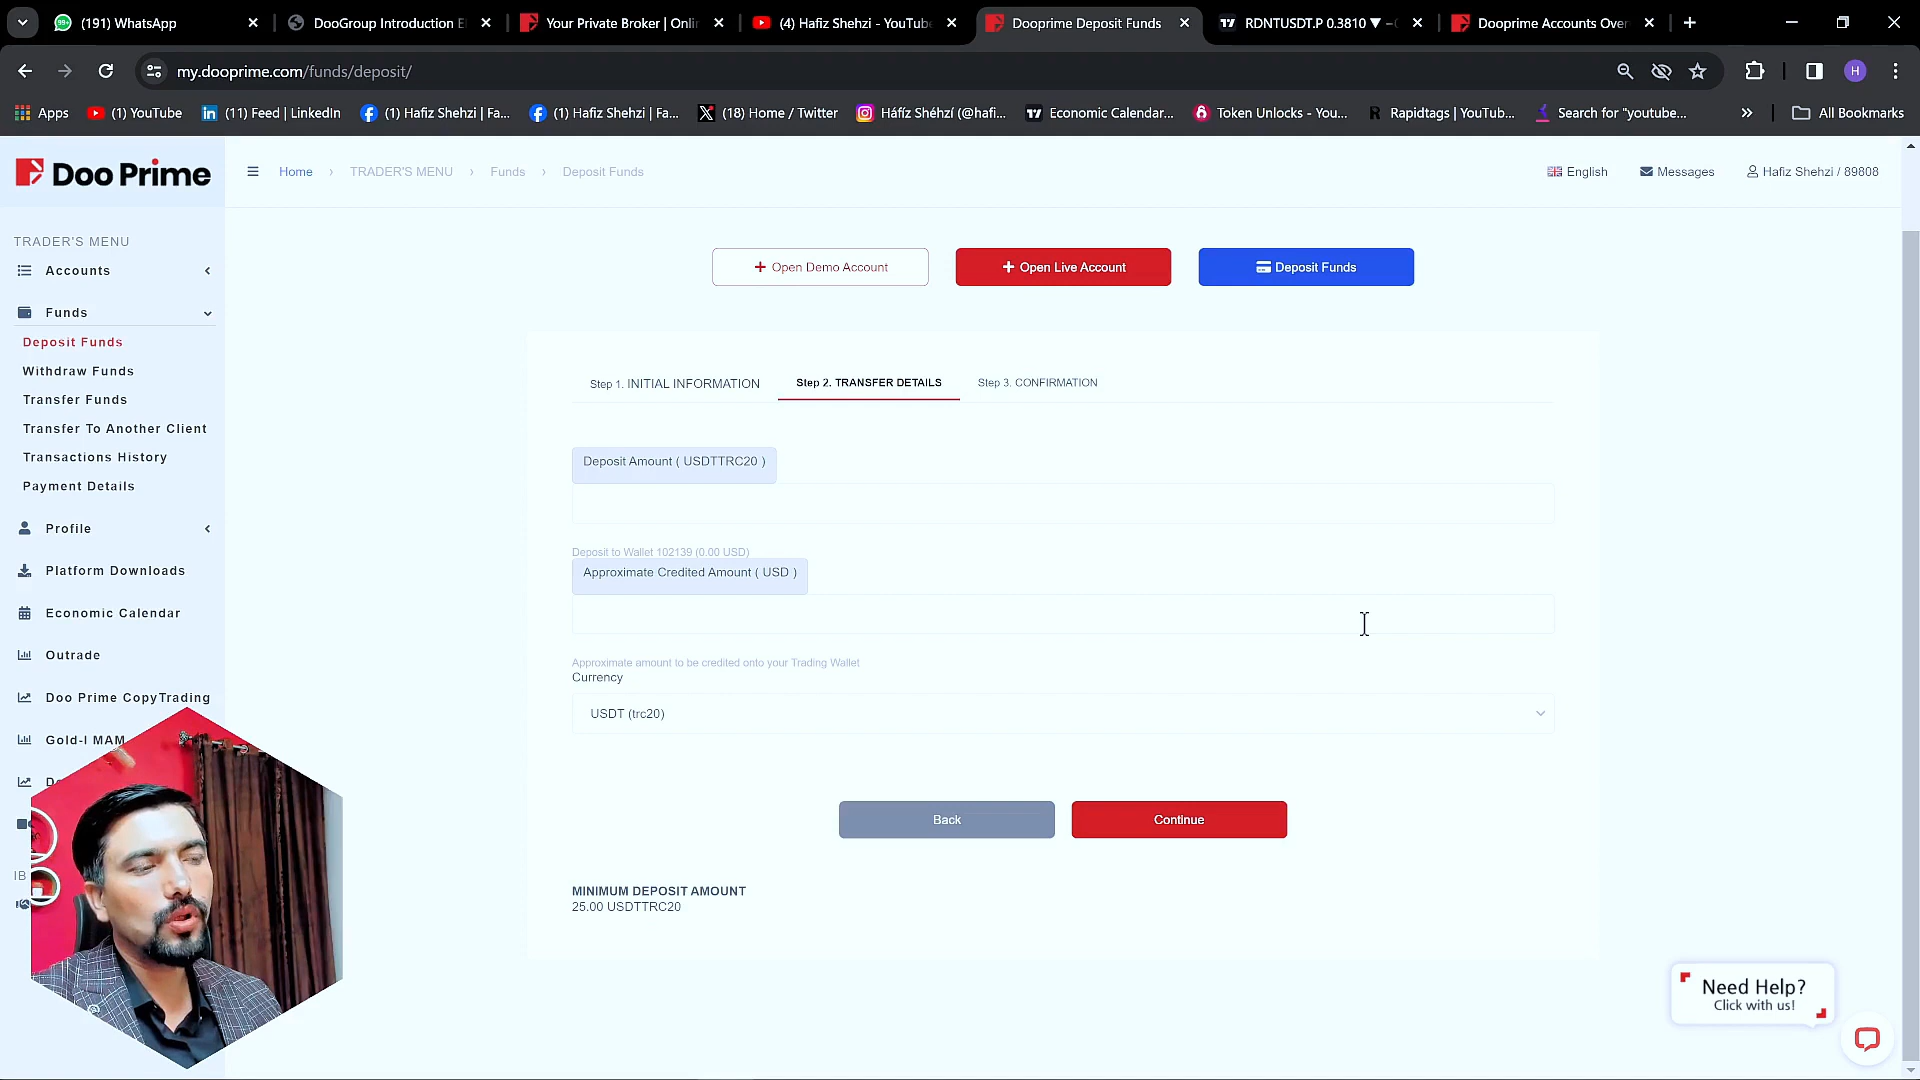 (191) WhatsApp
DooGroup Introduction E
Your Private Broker | Onli
(4) Hafiz Shehzi - YouTube
Dooprime Deposit Funds
RDNTUSDT.P 0.3810 ▼ −
Dooprime Accounts Over
my.dooprime.com/funds/deposit/
H
Apps
(1) YouTube
(11) Feed | LinkedIn
(1) Hafiz Shehzi | Fa...
(1) Hafiz Shehzi | Fa...
(18) Home / Twitter
Háfíz Shéhzí (@hafi...
Economic Calendar...
Token Unlocks - You...
Rapidtags | YouTub...
Search for "youtube...
»
All Bookmarks
Doo Prime
Home › TRADER'S MENU › Funds › Deposit Funds
English
Messages
Hafiz Shehzi / 89808
TRADER'S MENU
Accounts
Funds
Deposit Funds
Withdraw Funds
Transfer Funds
Transfer To Another Client
Transactions History
Payment Details
Profile
Platform Downloads
Economic Calendar
Outrade
Doo Prime CopyTrading
Gold-I MAM
IB
+ Open Demo Account
+ Open Live Account
Deposit Funds
Step 1. INITIAL INFORMATION
Step 2. TRANSFER DETAILS
Step 3. CONFIRMATION
Deposit Amount ( USDTTRC20 )
Deposit to Wallet 102139 (0.00 USD)
Approximate Credited Amount ( USD )
Approximate amount to be credited onto your Trading Wallet
Currency
USDT (trc20)
Back
Continue
MINIMUM DEPOSIT AMOUNT
25.00 USDTTRC20
Need Help?
Click with us!